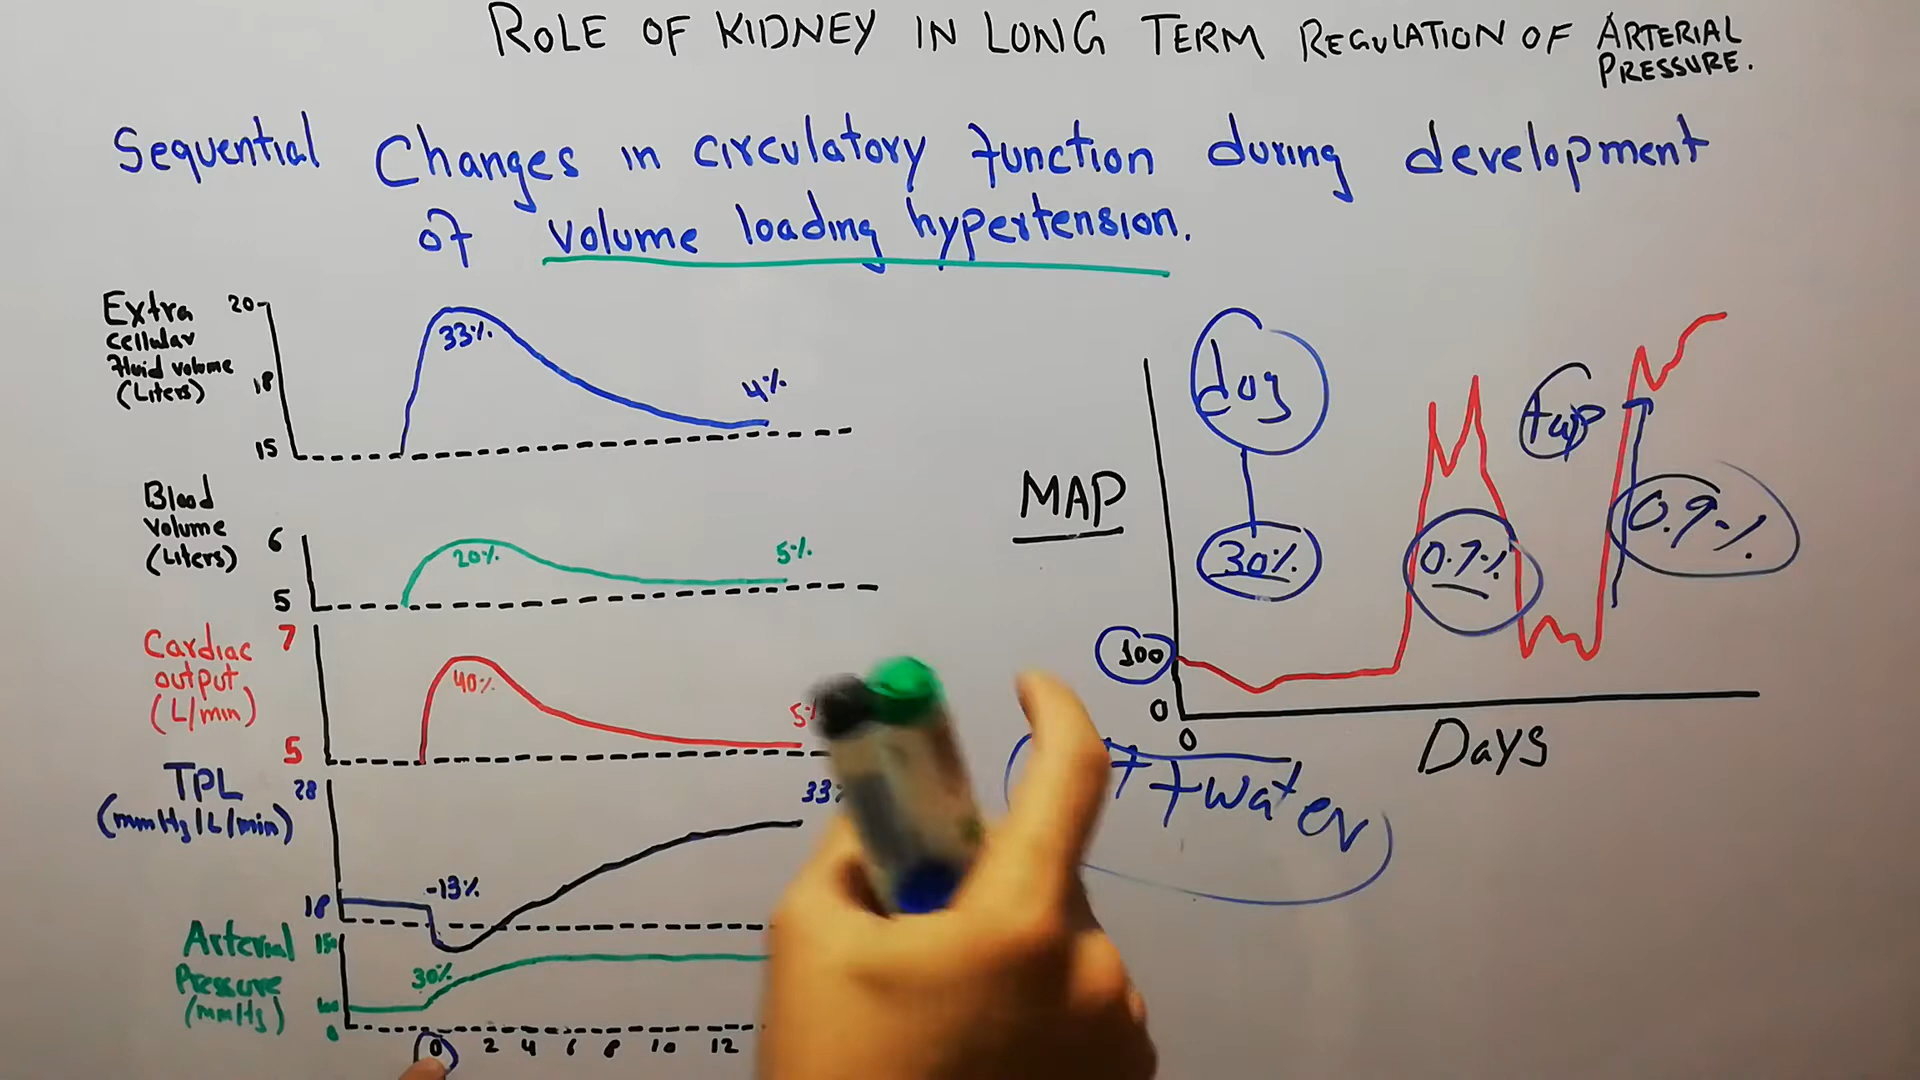 ROLE OF KIDNEY IN LONG TERM REGULATION OF ARTERIAL
PRESSURE.
Sequential Changes in circulatory function during development
of volume loading hypertension.
Extra
cellular
fluid volume
(Liters)
20
18
15
33%
4%
Blood
volume
(Liters)
6
5
20%
5%
Cardiac
output
(L/min)
7
5
40%
5%
TPL
(mmHg/L/min)
28
18
-13%
33%
Arterial
Pressure
(mmHg)
150
100
0
30%
0 2 4 6 8 10 12
MAP
100
0
0
Days
dog
30%
0.7%
tap
0.9%
+water